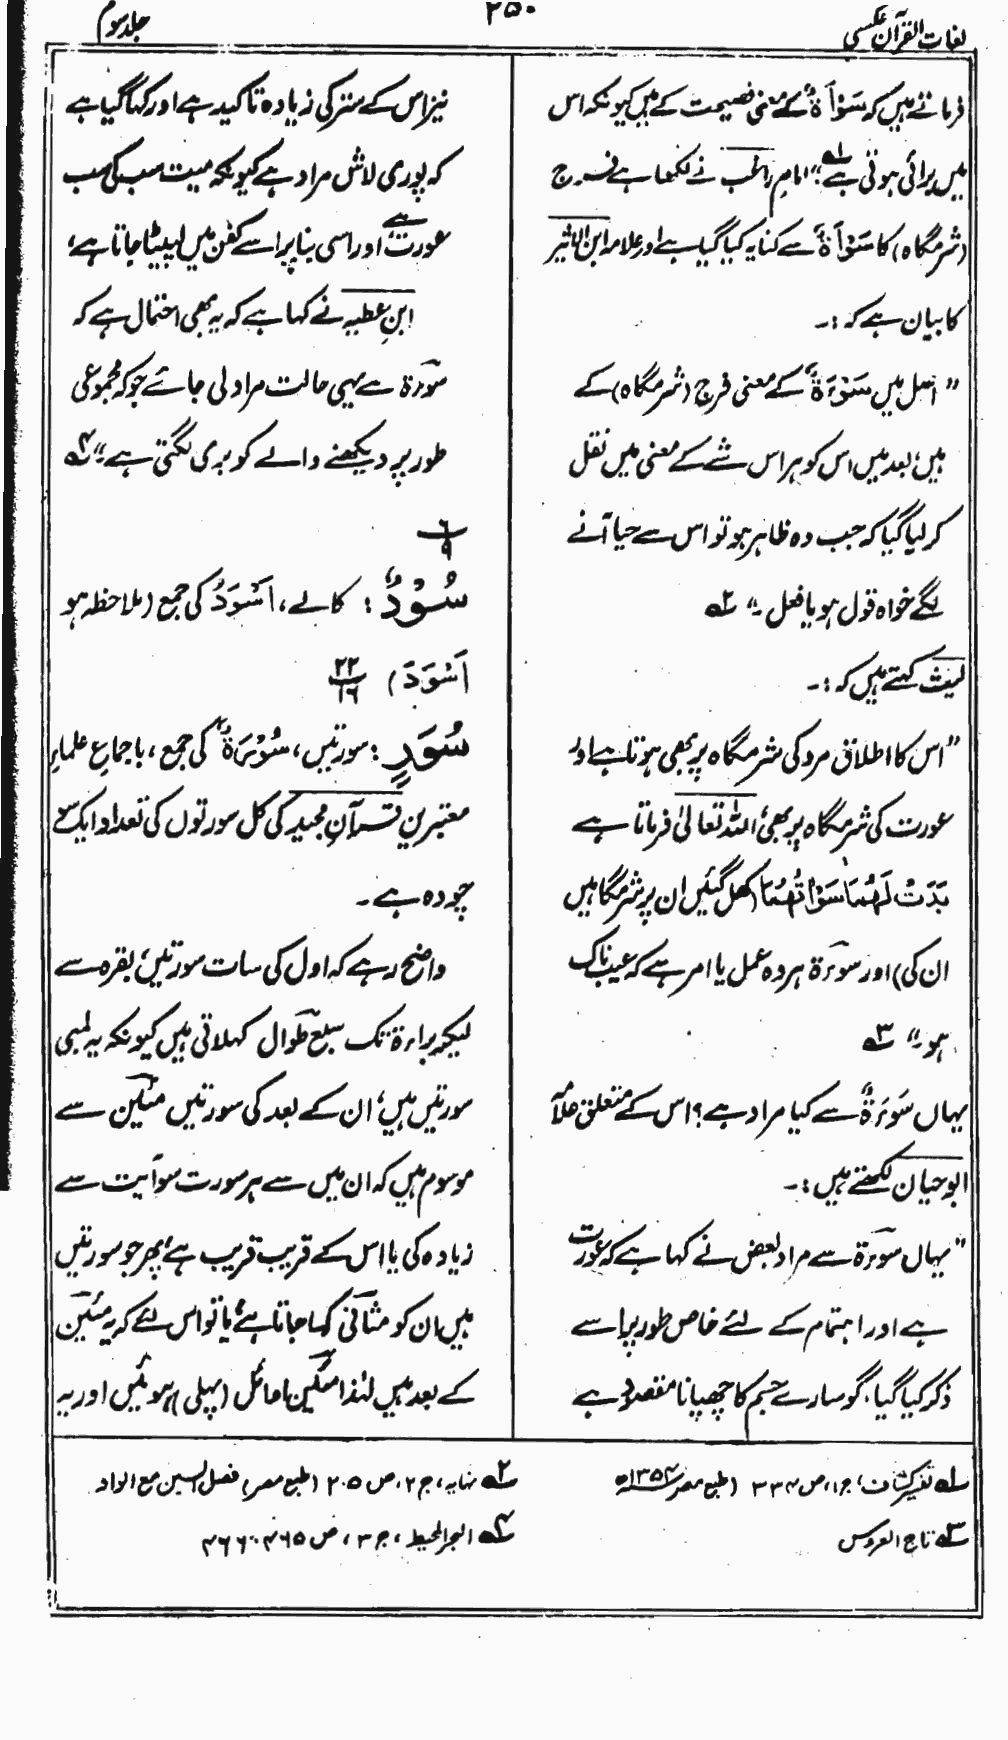 لغات القرآن عکسی
۲۵۰
جلد سوم
فرماتے ہیں کہ سَوْأَۃٌ کے معنی فضیحت کے ہیں کیونکہ اس
میں برائی ہوتی ہے ؛ امام راغب نے لکھا ہے فرج
(شرمگاہ) کا سَوْأَۃٌ سے کنایہ کیا گیا ہے اور علامہ ابن الاثیر
کا بیان ہے کہ :۔
" اصل میں سَوْءَۃٌ کے معنی فرج (شرمگاہ) کے
ہیں، بعد میں اس کو ہر اس شے کے معنی میں نقل
کر لیا گیا کہ جب وہ ظاہر ہو تو اس سے حیا آنے
لگے خواہ قول ہو یا فعل ۔" ۲ہ
لیث کہتے ہیں کہ :۔
" اس کا اطلاق مرد کی شرمگاہ پر بھی ہوتا ہے اور
عورت کی شرمگاہ پر بھی، اللہ تعالیٰ فرماتا ہے
بَدَتْ لَهُمَا سَوْاٰتُهُمَا (کھل گئیں ان پر شرمگاہیں
ان کی) اور سوءۃ ہر وہ عمل یا امر ہے کہ عیب ناک
ہو ۔" ۳ہ
یہاں سَوءَۃٌ سے کیا مراد ہے؟ اس کے متعلق علامہ
ابو حیان لکھتے ہیں :۔
" یہاں سوءۃ سے مراد بعض نے کہا ہے کہ عورت
ہے اور اہتمام کے لئے خاص طور پر اسے
ذکر کیا گیا، گو سارے جسم کا چھپانا مقصود ہے
نیز اس کے ستر کی زیادہ تاکید ہے اور کہا گیا ہے
کہ پوری لاش مراد ہے کیونکہ میت سب کی سب
عورت ہے اور اسی بنا پر اسے کفن میں لپیٹا جاتا ہے،
ابنِ عطیہ نے کہا ہے کہ یہ بھی احتمال ہے کہ
سوءۃ سے یہی حالت مراد لی جائے جو کہ مجموعی
طور پر دیکھنے والے کو بری لگتی ہے ۔" ۴ہ
۶
۹
سُوْدٌ : کالے، اَسْوَدُ کی جمع (ملاحظہ ہو
اَسْوَدَ) ۲۲
۱۶
سُوَرٍ : سورتیں، سُوْرَۃٌ کی جمع، باجماعِ علماءِ
معتبرین قرآنِ مجید کی کل سورتوں کی تعداد ایک سو
چودہ ہے ۔
واضح رہے کہ اول کی سات سورتیں، بقرہ سے
لیکر براءۃ تک سبع طوال کہلاتی ہیں کیونکہ یہ لمبی
سورتیں ہیں، ان کے بعد کی سورتیں مئین سے
موسوم ہیں کہ ان میں سے ہر سورت سو آیت سے
زیادہ کی یا اس کے قریب قریب ہے، پھر جو سورتیں
ہیں ان کو مثانی کہا جاتا ہے، یا تو اس لئے کہ یہ مئین
کے بعد ہیں لہٰذا مئین اوائل (پہلی) ہوئیں اور یہ
۱ہ تفسیر کشاف، ج ۱، ص ۳۳۴ (طبع مصر ۱۳۵۴ھ
۲ہ نہایہ، ج ۲، ص ۲۰۵ (طبع مصر) فصل السین مع الواو
۳ہ تاج العروس
۴ہ البحر المحیط، ج ۳، ص ۴۶۵۔۴۶۶